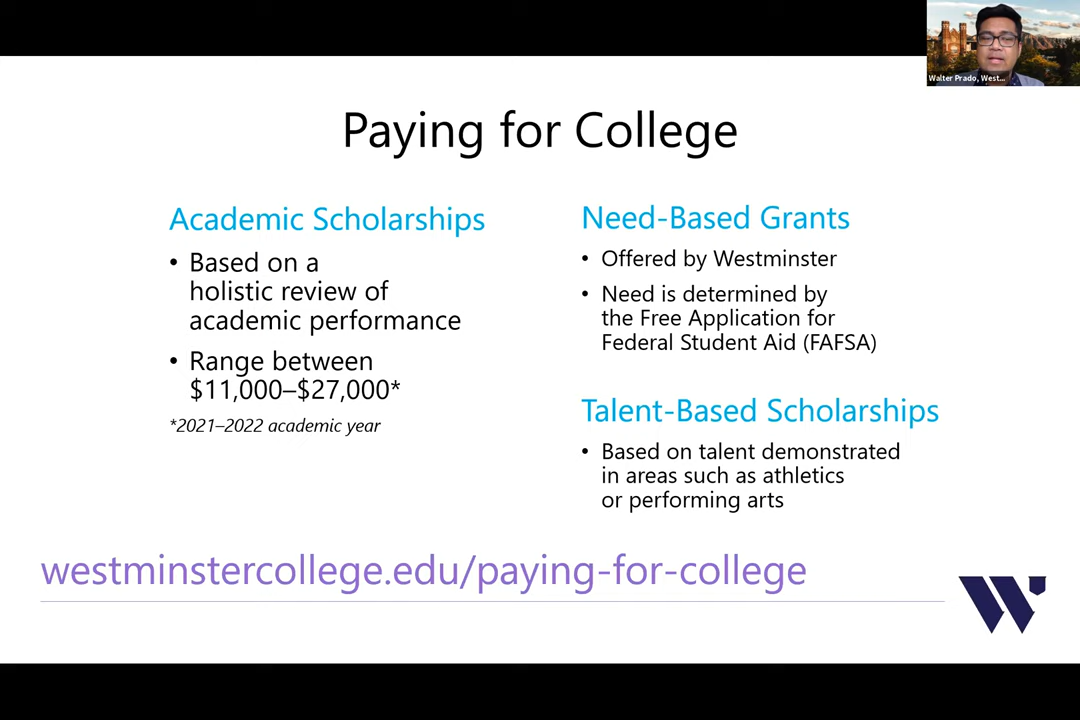 Walter Prado, West...
Paying for College
Academic Scholarships
• Based on a
holistic review of
academic performance
• Range between
$11,000–$27,000*
*2021–2022 academic year
Need-Based Grants
• Offered by Westminster
• Need is determined by
the Free Application for
Federal Student Aid (FAFSA)
Talent-Based Scholarships
• Based on talent demonstrated
in areas such as athletics
or performing arts
westminstercollege.edu/paying-for-college
W